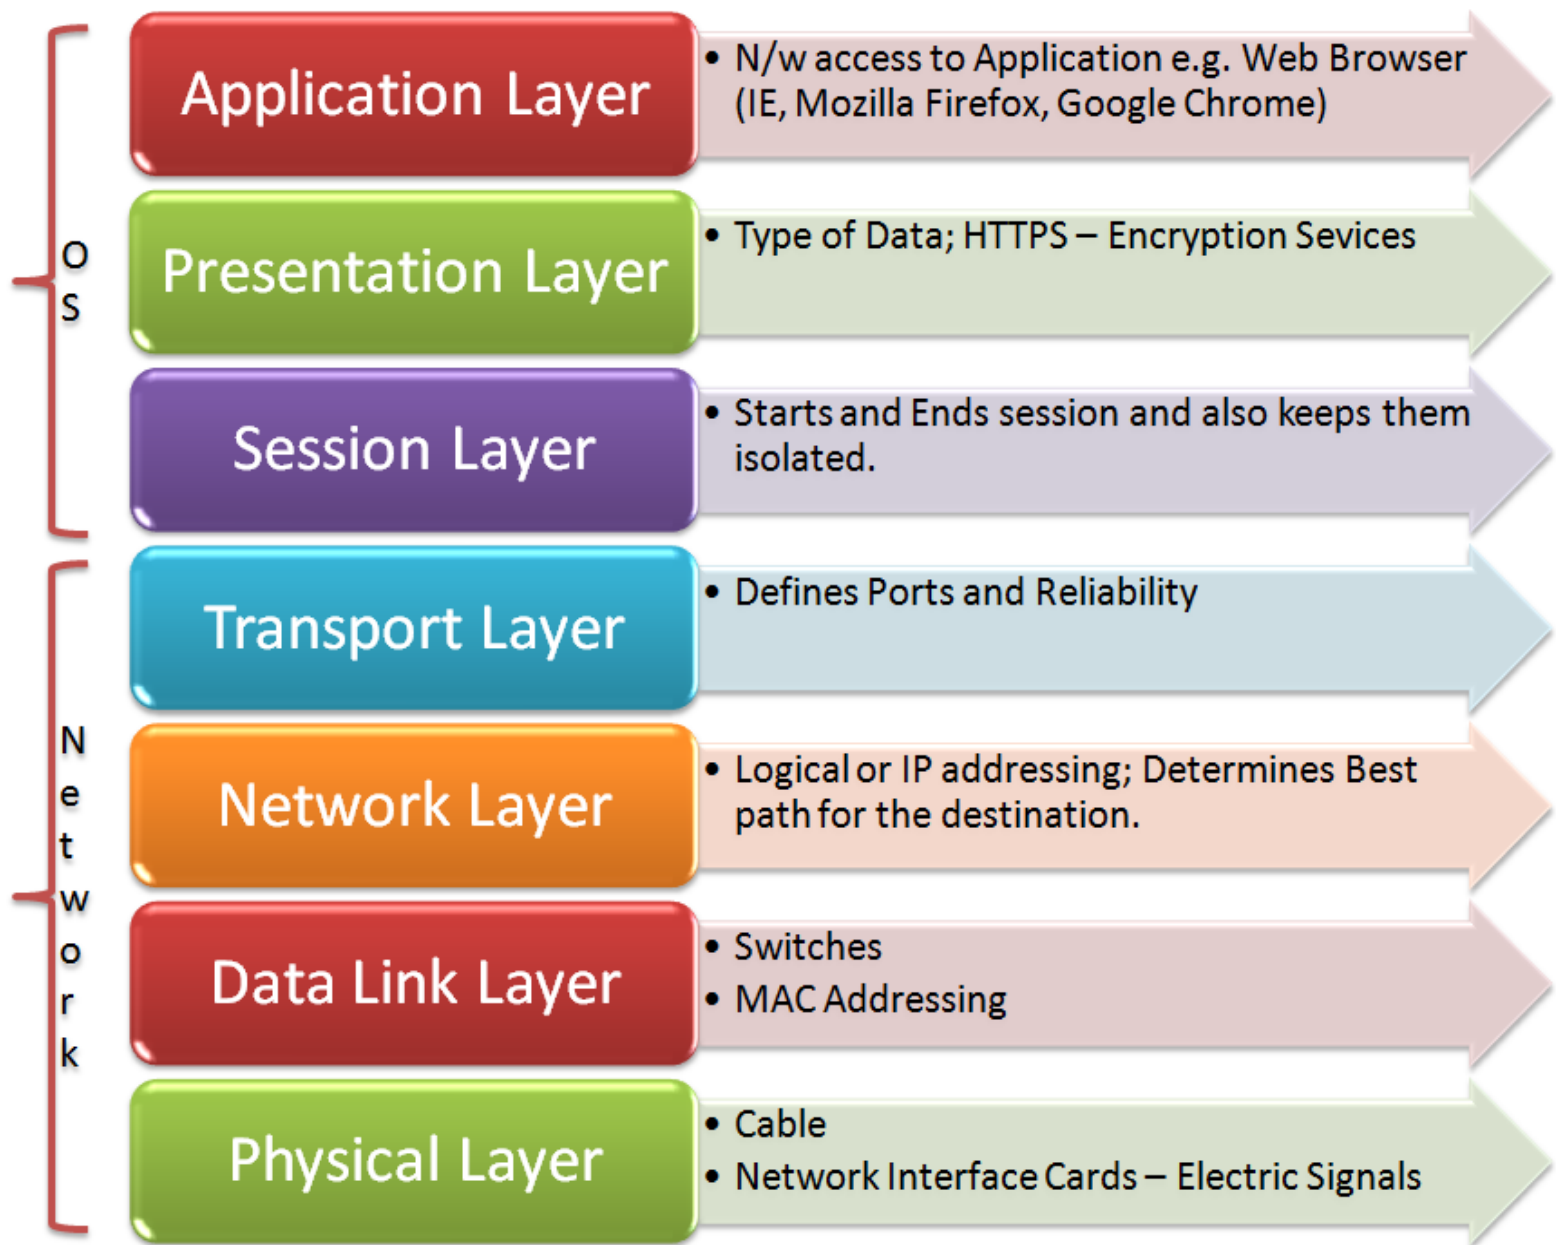 Application Layer
• N/w access to Application e.g. Web Browser
(IE, Mozilla Firefox, Google Chrome)
OS
Presentation Layer
• Type of Data; HTTPS – Encryption Sevices
Session Layer
• Starts and Ends session and also keeps them
isolated.
Network
Transport Layer
• Defines Ports and Reliability
Network Layer
• Logical or IP addressing; Determines Best
path for the destination.
Data Link Layer
• Switches
• MAC Addressing
Physical Layer
• Cable
• Network Interface Cards – Electric Signals